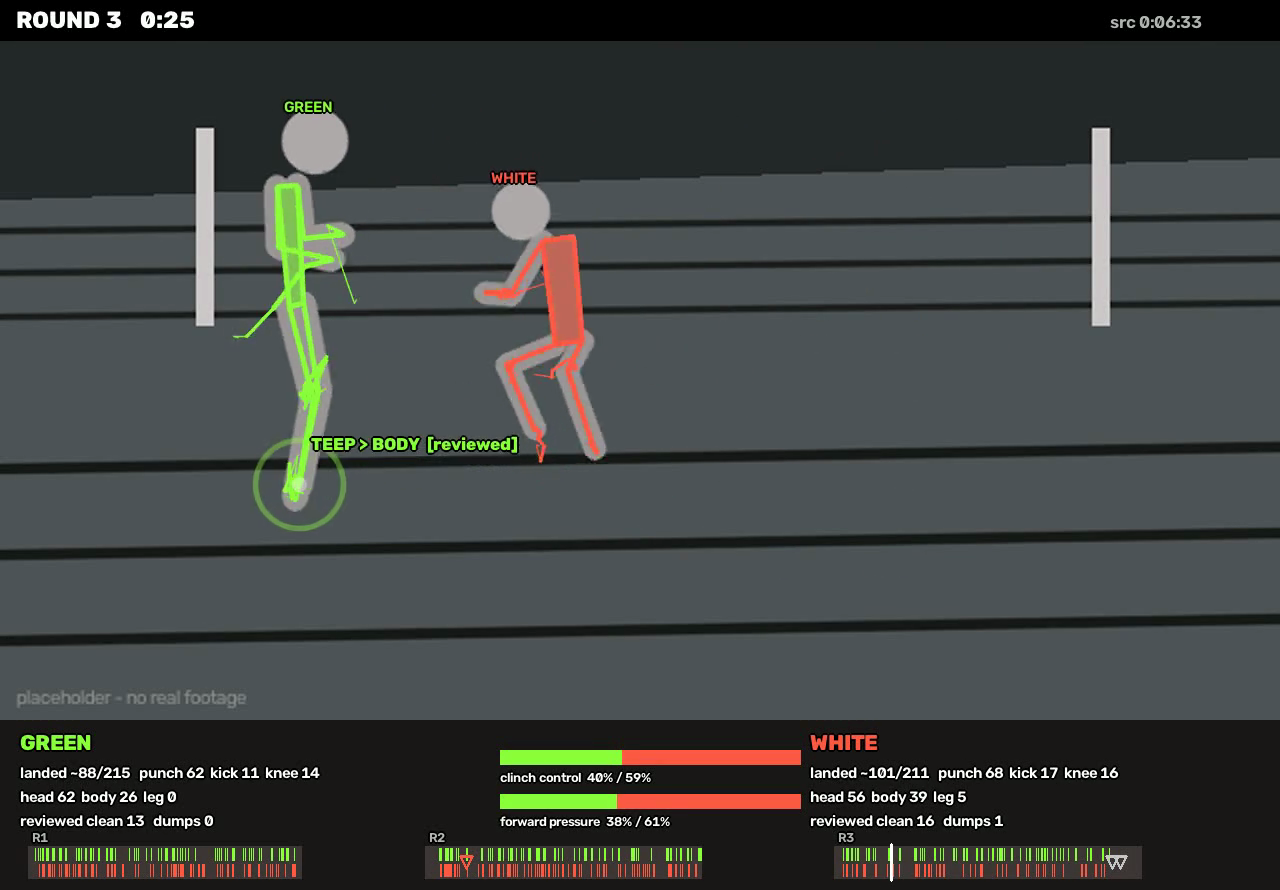 ROUND 3 0:25
src 0:06:33
GREEN
WHITE
TEEP > BODY [reviewed]
placeholder - no real footage
GREEN
landed ~88/215 punch 62 kick 11 knee 14
head 62 body 26 leg 0
reviewed clean 13 dumps 0
clinch control 40% / 59%
forward pressure 38% / 61%
WHITE
landed ~101/211 punch 68 kick 17 knee 16
head 56 body 39 leg 5
reviewed clean 16 dumps 1
R1
R2
R3